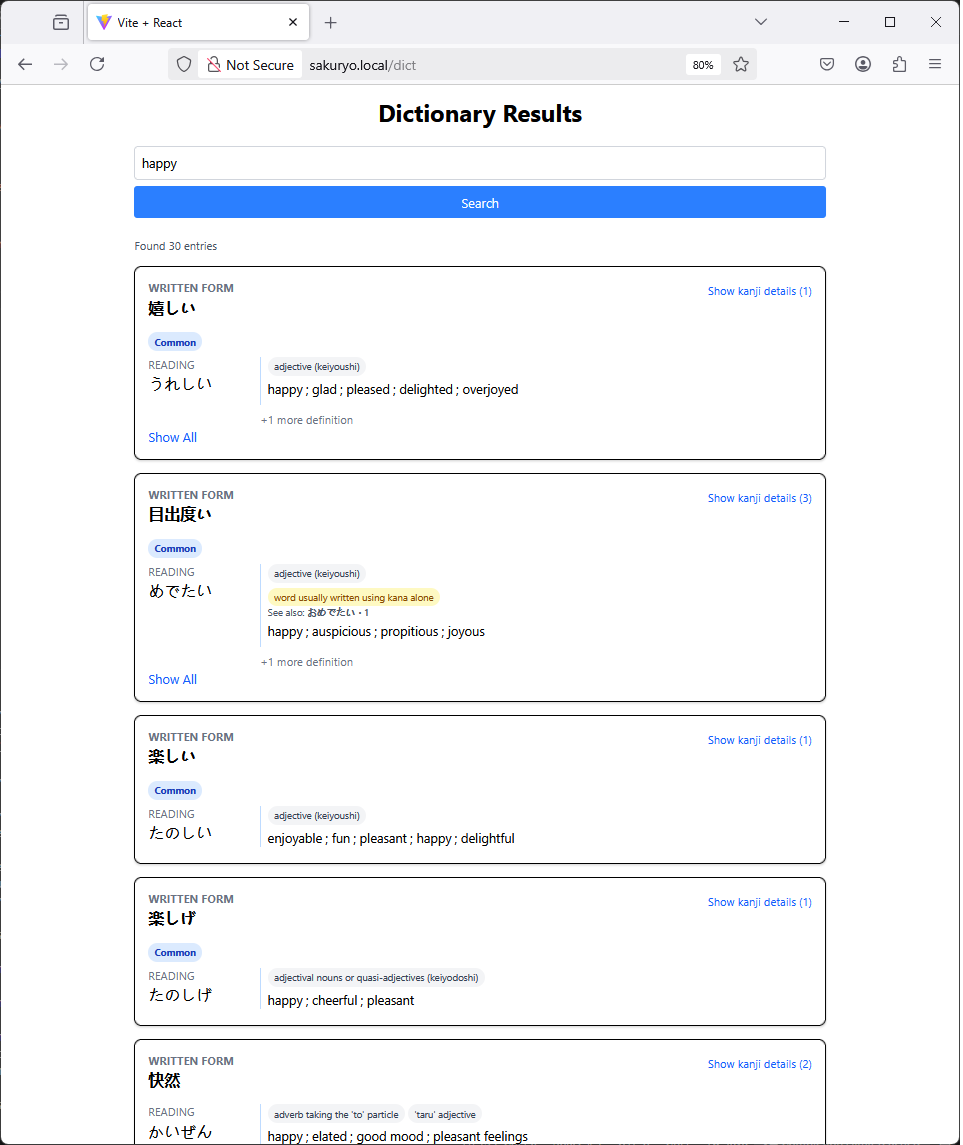 Vite + React
Not Secure sakuryo.local/dict 80%
Dictionary Results
happy
Search
Found 30 entries
WRITTEN FORM
Show kanji details (1)
嬉しい
Common
READING
うれしい
adjective (keiyoushi)
happy ; glad ; pleased ; delighted ; overjoyed
+1 more definition
Show All
WRITTEN FORM
Show kanji details (3)
目出度い
Common
READING
めでたい
adjective (keiyoushi)
word usually written using kana alone
See also: おめでたい・1
happy ; auspicious ; propitious ; joyous
+1 more definition
Show All
WRITTEN FORM
Show kanji details (1)
楽しい
Common
READING
たのしい
adjective (keiyoushi)
enjoyable ; fun ; pleasant ; happy ; delightful
WRITTEN FORM
Show kanji details (1)
楽しげ
Common
READING
たのしげ
adjectival nouns or quasi-adjectives (keiyodoshi)
happy ; cheerful ; pleasant
WRITTEN FORM
Show kanji details (2)
快然
READING
かいぜん
adverb taking the 'to' particle 'taru' adjective
happy ; elated ; good mood ; pleasant feelings